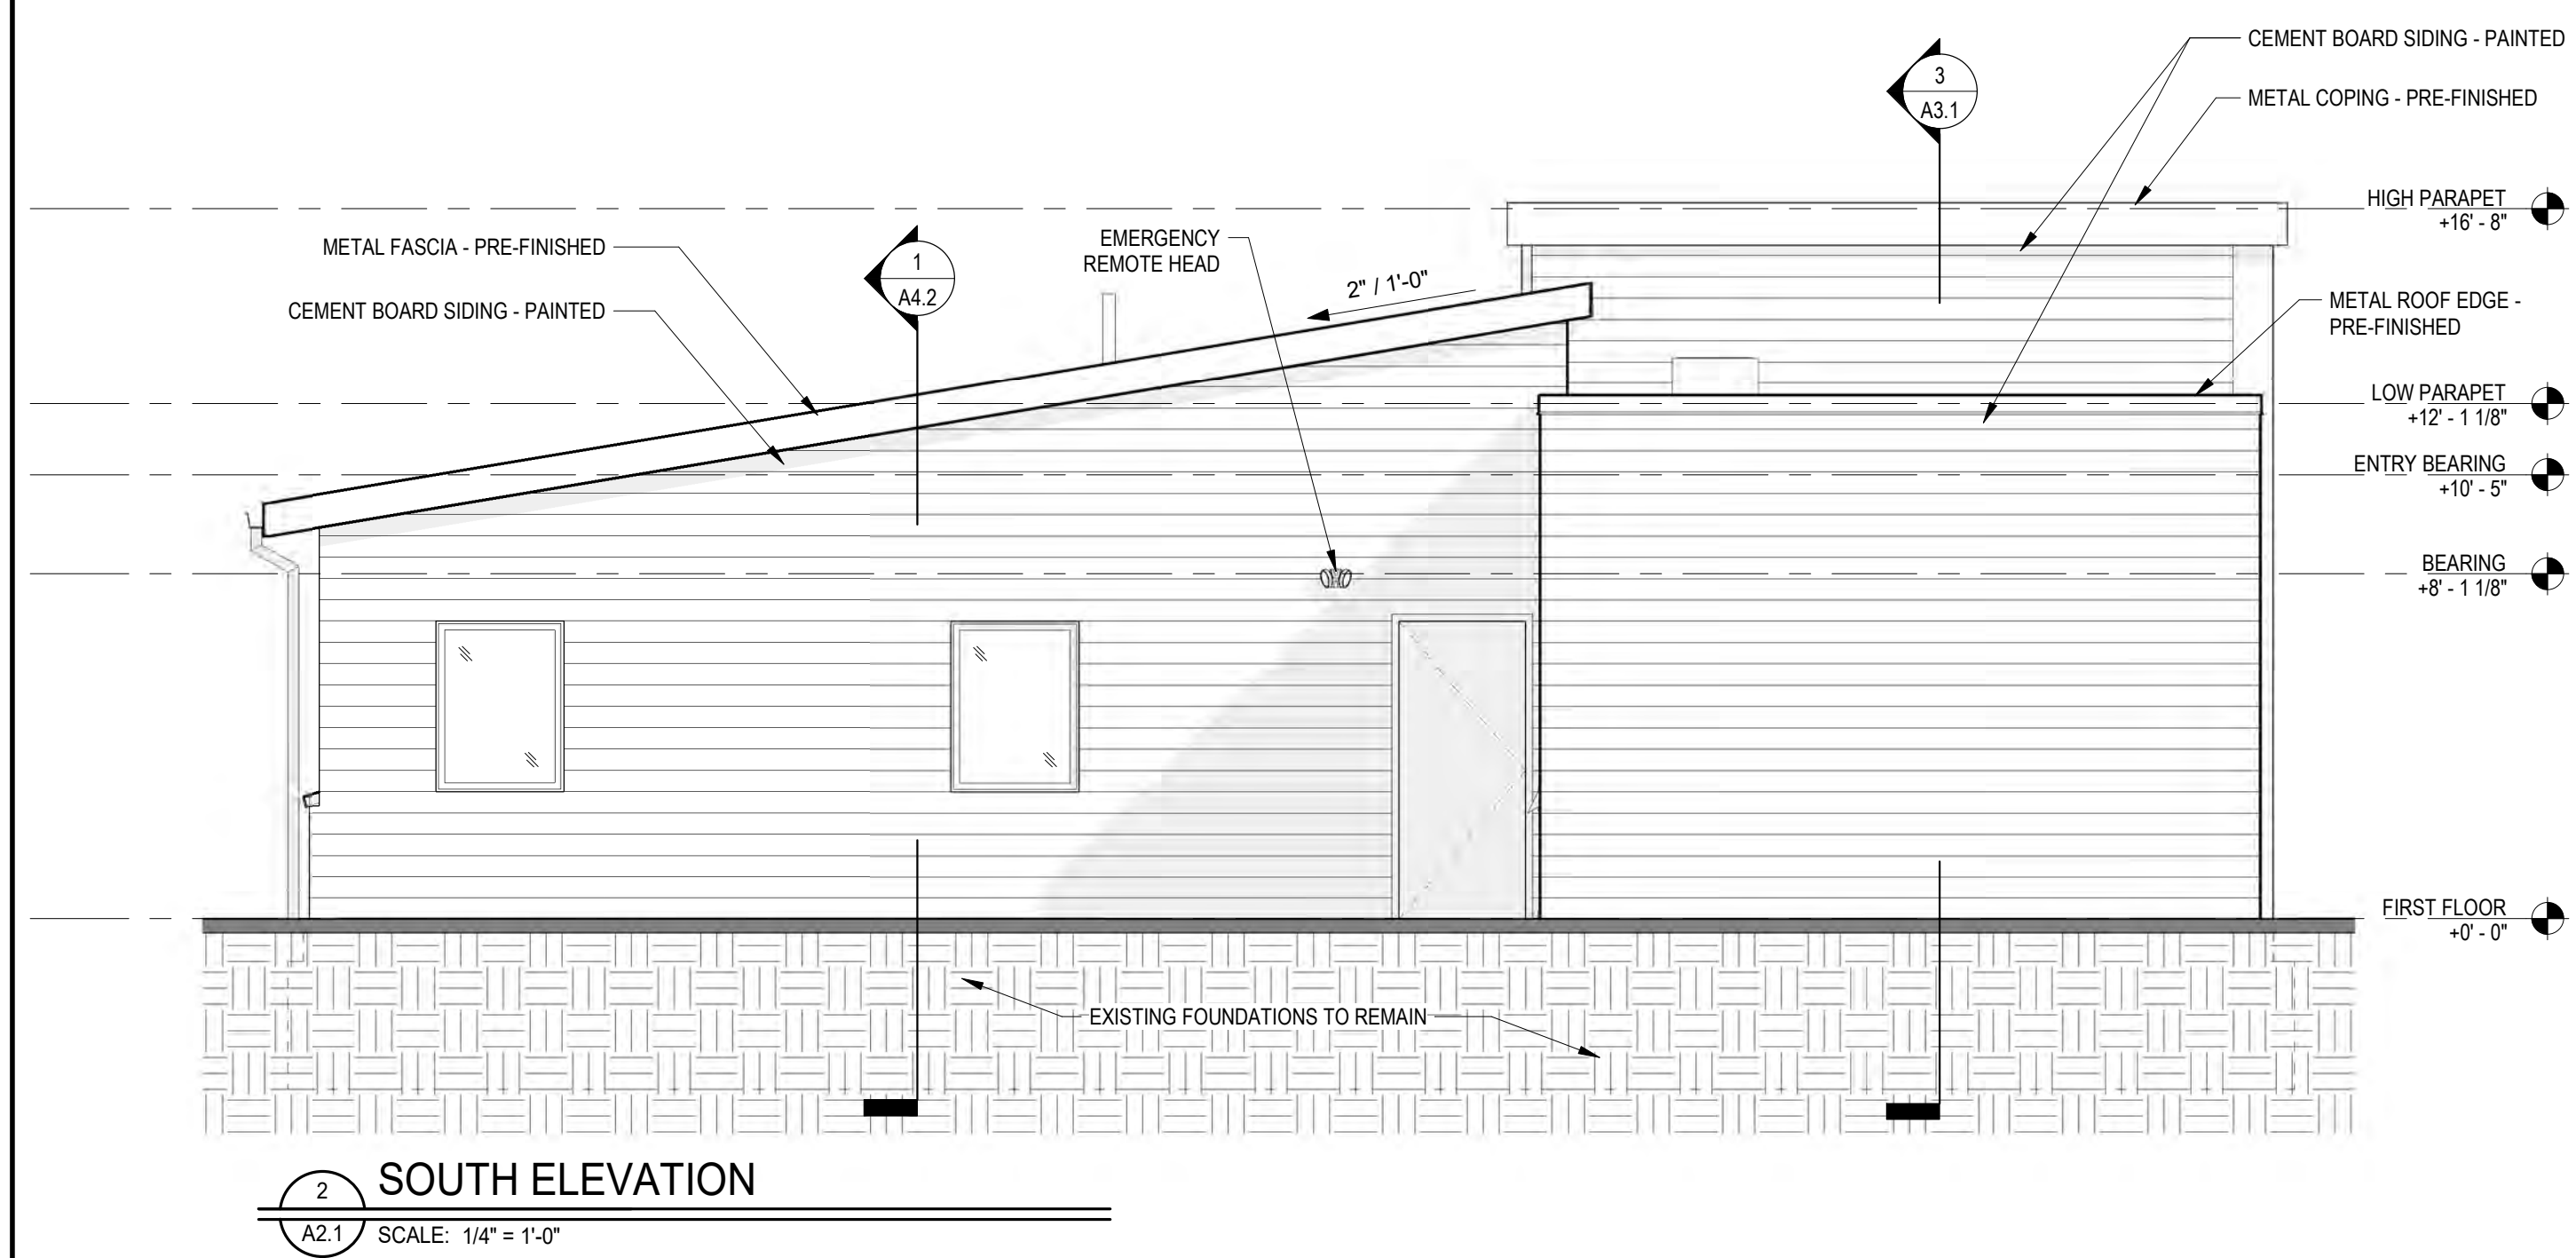 CEMENT BOARD SIDING - PAINTED
3
A3.1
METAL COPING - PRE-FINISHED
HIGH PARAPET
+16' - 8"
METAL FASCIA - PRE-FINISHED
1
A4.2
EMERGENCY
REMOTE HEAD
2" / 1'-0"
CEMENT BOARD SIDING - PAINTED
METAL ROOF EDGE -
PRE-FINISHED
LOW PARAPET
+12' - 1 1/8"
ENTRY BEARING
+10' - 5"
BEARING
+8' - 1 1/8"
FIRST FLOOR
+0' - 0"
EXISTING FOUNDATIONS TO REMAIN
2
A2.1
SOUTH ELEVATION
SCALE: 1/4" = 1'-0"